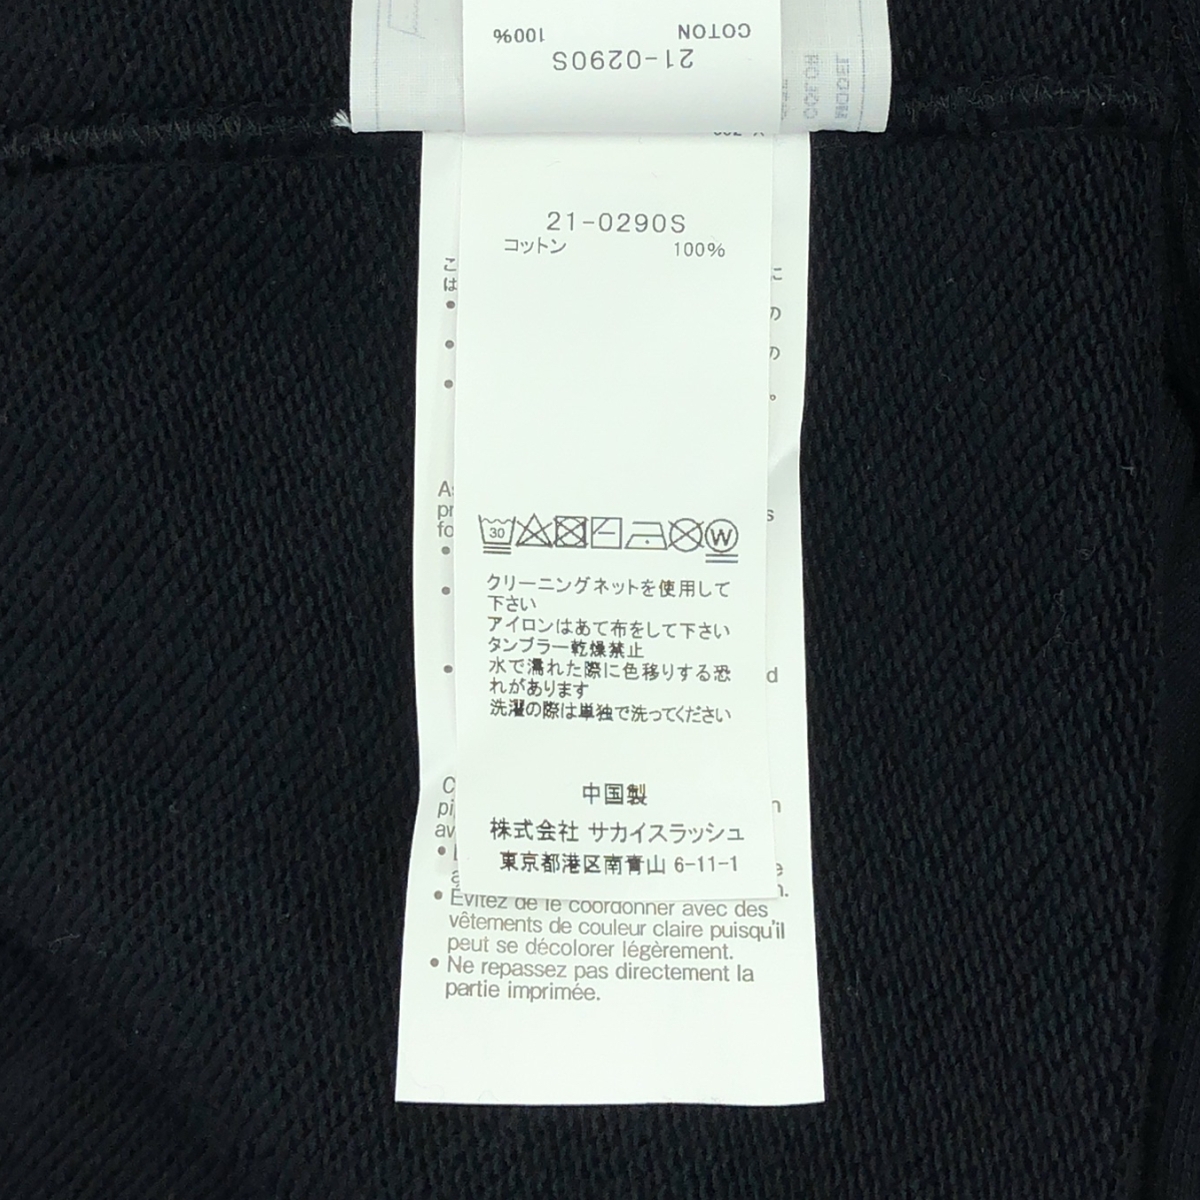 100%
COTTON
21-0290S
COLOR
MODEL
21-0290S
コットン 100%
30
W
クリーニングネットを使用して
下さい
アイロンはあて布をして下さい
タンブラー乾燥禁止
水で濡れた際に色移りする恐
れがあります
洗濯の際は単独で洗ってください
中国製
株式会社 サカイスラッシュ
東京都港区南青山 6-11-1
• Evitez de le coordonner avec des
vêtements de couleur claire puisqu'il
peut se décolorer légèrement.
• Ne repassez pas directement la
partie imprimée.